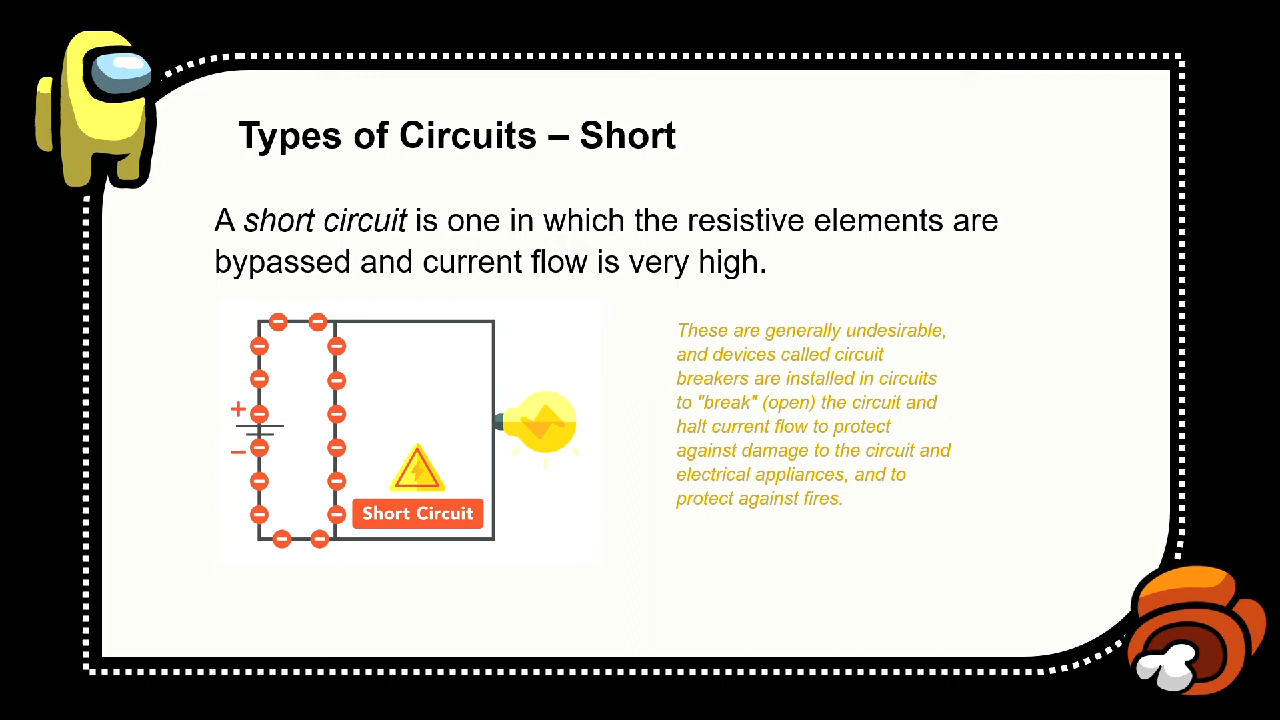 Types of Circuits – Short
A short circuit is one in which the resistive elements are
bypassed and current flow is very high.
These are generally undesirable,
and devices called circuit
breakers are installed in circuits
to "break" (open) the circuit and
halt current flow to protect
against damage to the circuit and
electrical appliances, and to
protect against fires.
+
−
Short Circuit